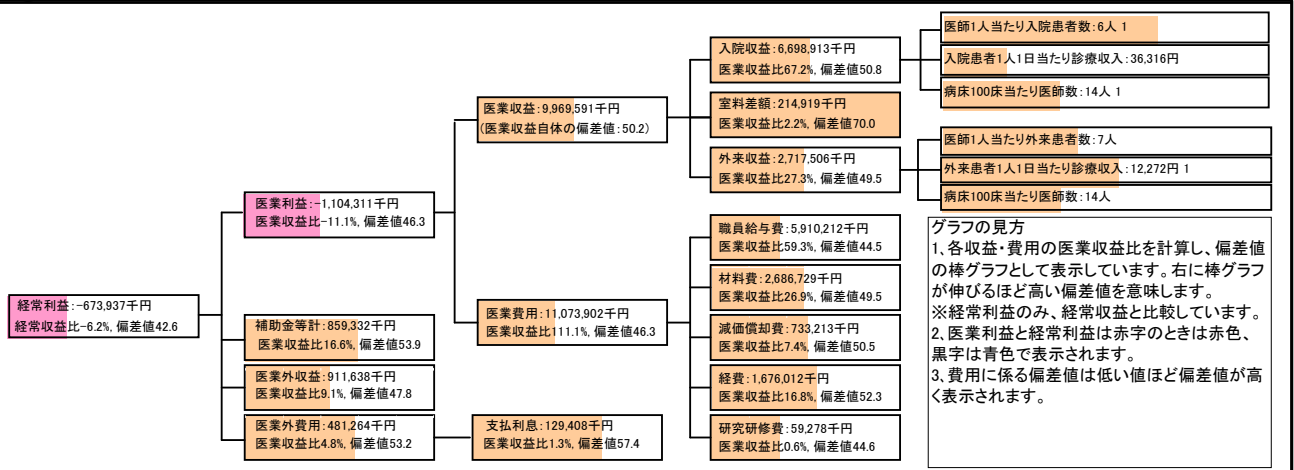 経常利益:-673,937千円
経常収益比-6.2%, 偏差値42.6
医業利益:-1,104,311千円
医業収益比-11.1%, 偏差値46.3
補助金等計:859,332千円
医業収益比16.6%, 偏差値53.9
医業外収益:911,638千円
医業収益比9.1%, 偏差値47.8
医業外費用:481,264千円
医業収益比4.8%, 偏差値53.2
支払利息:129,408千円
医業収益比1.3%, 偏差値57.4
医業収益:9,969,591千円
(医業収益自体の偏差値:50.2)
医業費用:11,073,902千円
医業収益比111.1%, 偏差値46.3
入院収益:6,698,913千円
医業収益比67.2%, 偏差値50.8
室料差額:214,919千円
医業収益比2.2%, 偏差値70.0
外来収益:2,717,506千円
医業収益比27.3%, 偏差値49.5
職員給与費:5,910,212千円
医業収益比59.3%, 偏差値44.5
材料費:2,686,729千円
医業収益比26.9%, 偏差値49.5
減価償却費:733,213千円
医業収益比7.4%, 偏差値50.5
経費:1,676,012千円
医業収益比16.8%, 偏差値52.3
研究研修費:59,278千円
医業収益比0.6%, 偏差値44.6
医師1人当たり入院患者数:6人 1
入院患者1人1日当たり診療収入:36,316円
病床100床当たり医師数:14人 1
医師1人当たり外来患者数:7人
外来患者1人1日当たり診療収入:12,272円 1
病床100床当たり医師数:14人
グラフの見方
1、各収益・費用の医業収益比を計算し、偏差値
の棒グラフとして表示しています。右に棒グラフ
が伸びるほど高い偏差値を意味します。
※経常利益のみ、経常収益と比較しています。
2、医業利益と経常利益は赤字のときは赤色、
黒字は青色で表示されます。
3、費用に係る偏差値は低い値ほど偏差値が高
く表示されます。